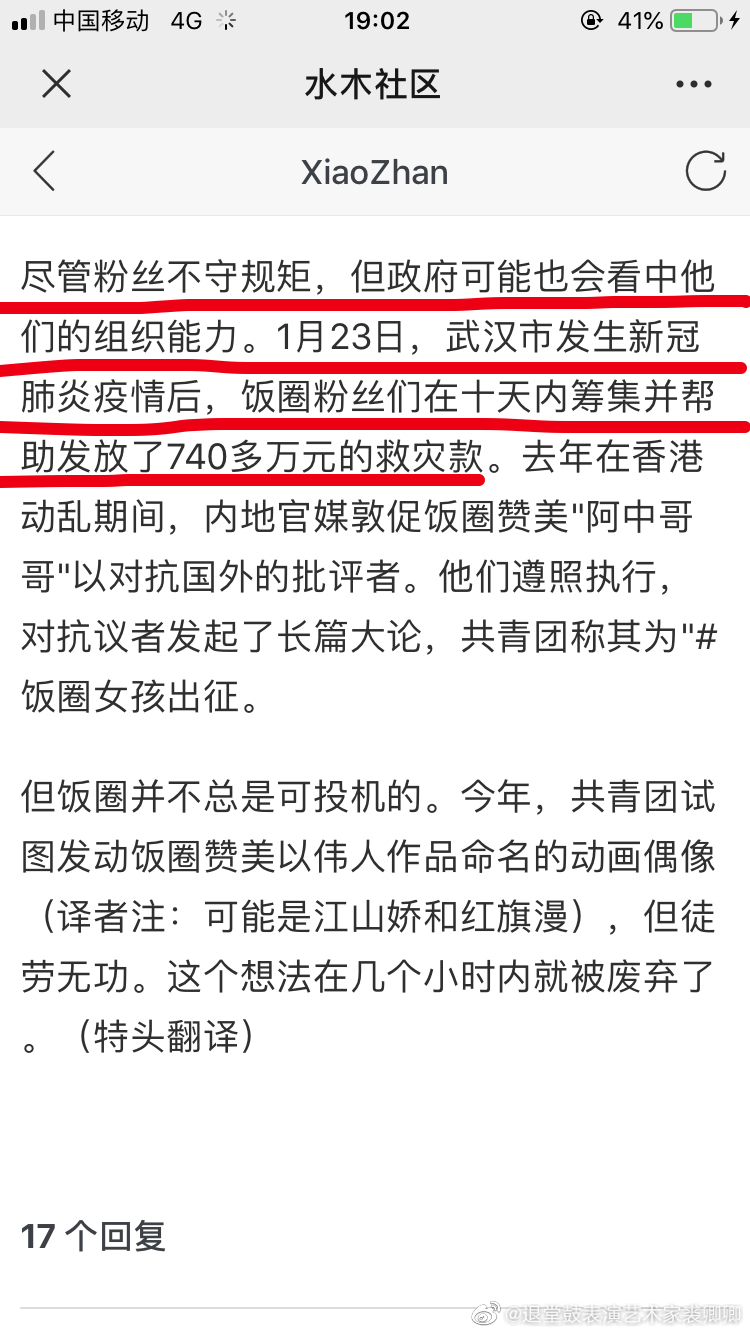 中国移动 4G 19:02 41%
水木社区
XiaoZhan
尽管粉丝不守规矩，但政府可能也会看中他
们的组织能力。1月23日，武汉市发生新冠
肺炎疫情后，饭圈粉丝们在十天内筹集并帮
助发放了740多万元的救灾款。去年在香港
动乱期间，内地官媒敦促饭圈赞美"阿中哥
哥"以对抗国外的批评者。他们遵照执行，
对抗议者发起了长篇大论，共青团称其为"#
饭圈女孩出征。
但饭圈并不总是可投机的。今年，共青团试
图发动饭圈赞美以伟人作品命名的动画偶像
（译者注：可能是江山娇和红旗漫），但徒
劳无功。这个想法在几个小时内就被废弃了
。（特头翻译）
17 个回复
@退堂鼓表演艺术家裘卿卿